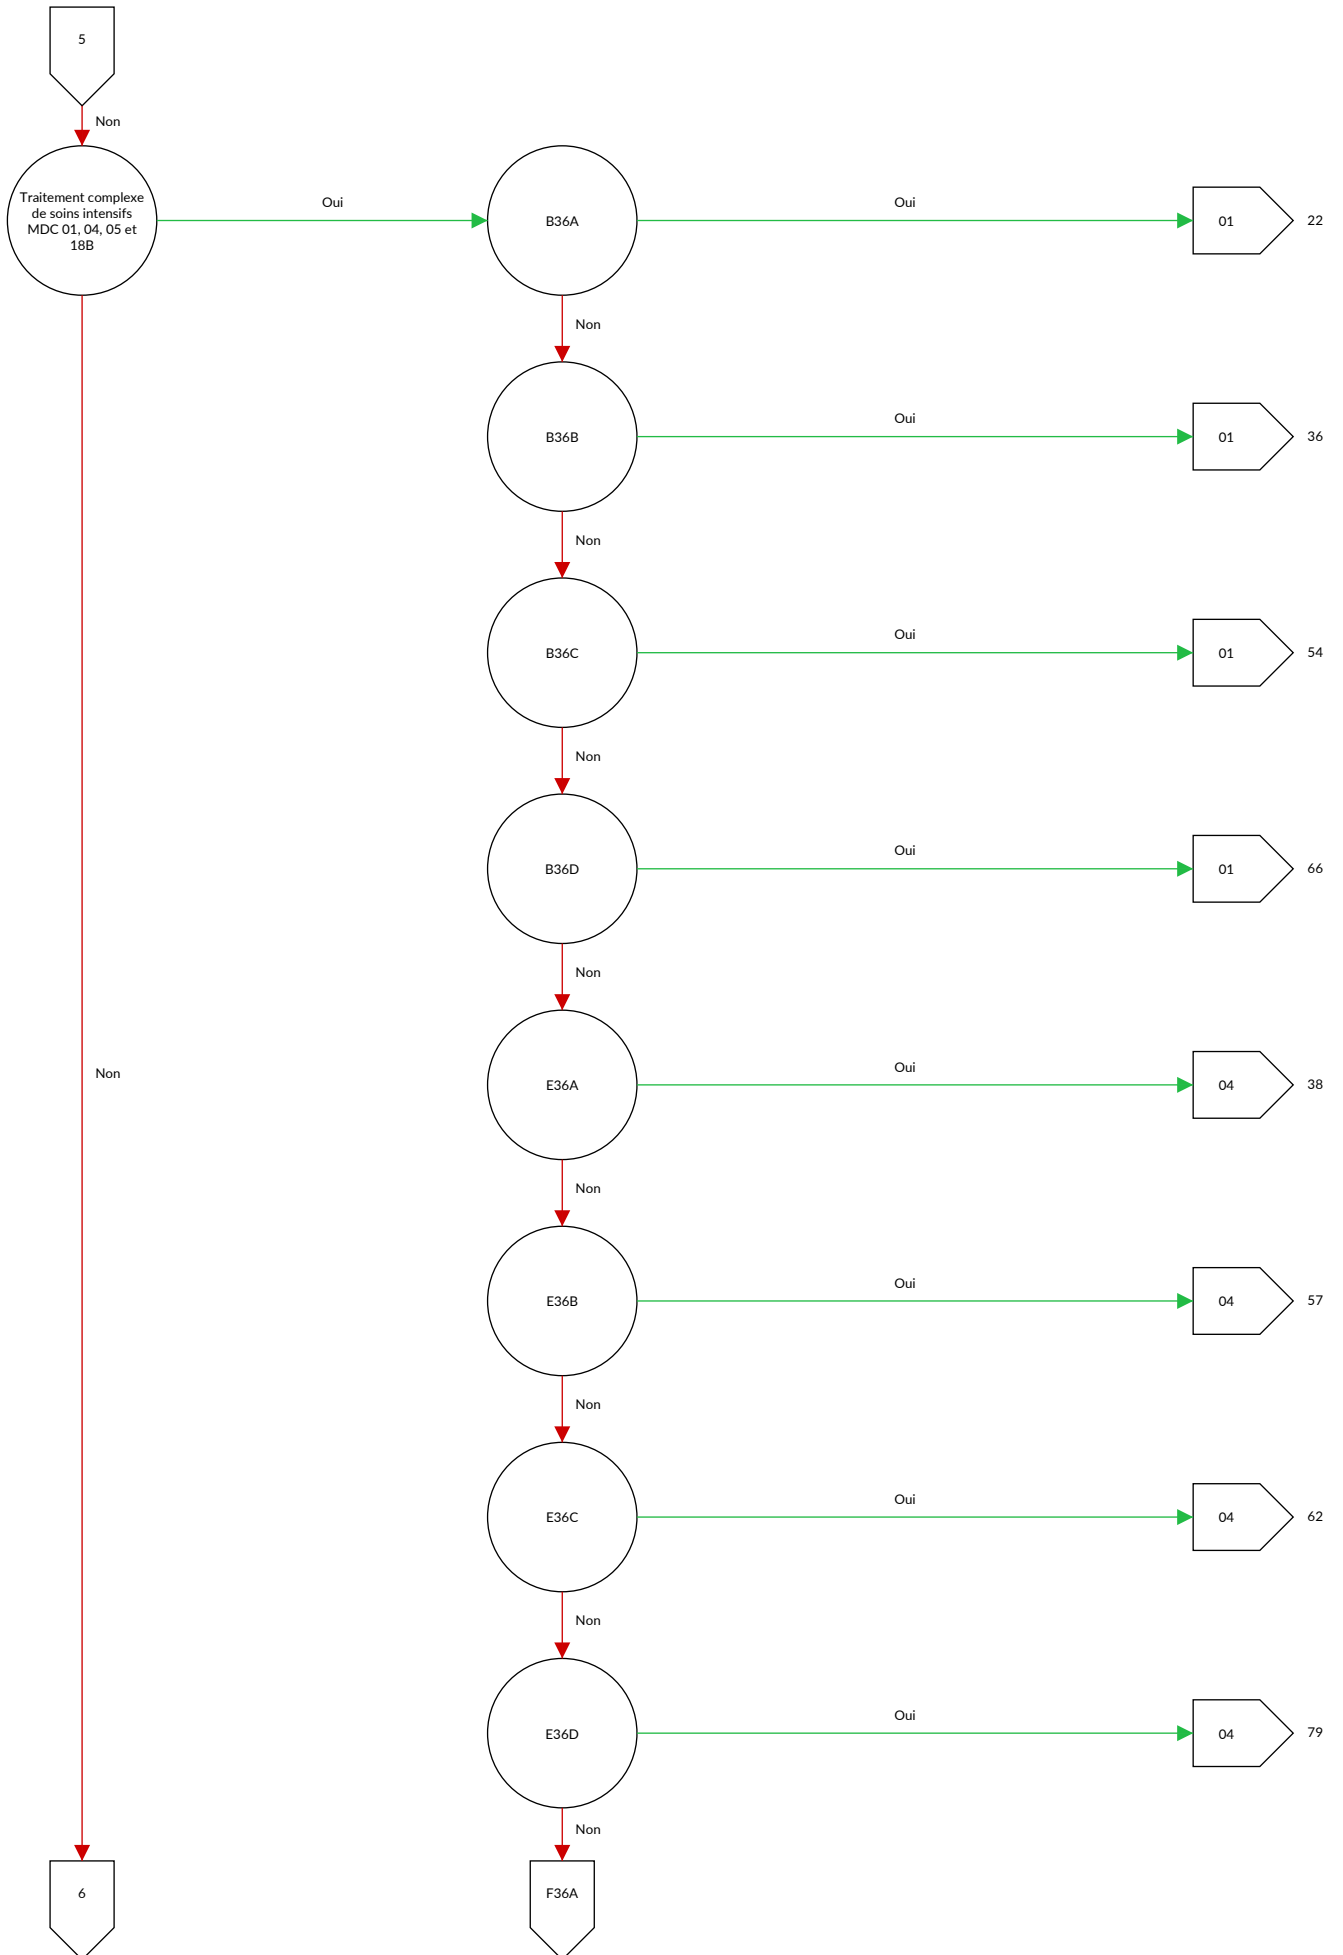 5
Non
Traitement complexe
de soins intensifs
MDC 01, 04, 05 et
18B
Oui
B36A
Oui
01
22
Non
B36B
Oui
01
36
Non
B36C
Oui
01
54
Non
B36D
Oui
01
66
Non
E36A
Oui
04
38
Non
Non
E36B
Oui
04
57
Non
E36C
Oui
04
62
Non
E36D
Oui
04
79
Non
6
F36A